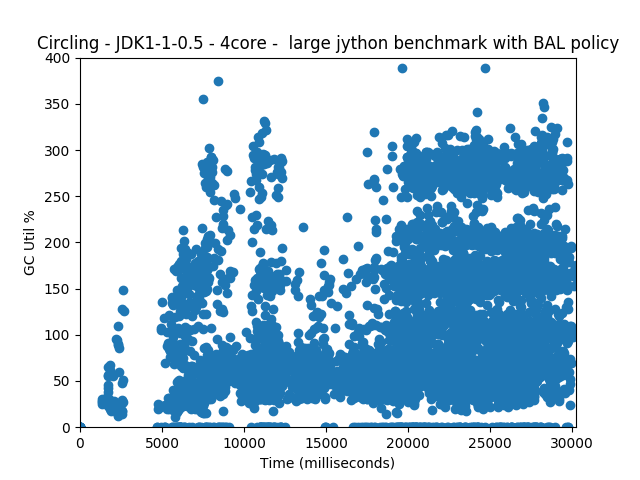 Circling - JDK1-1-0.5 - 4core -  large jython benchmark with BAL policy
400
350
300
250
200
150
100
50
0
GC Util %
0 5000 10000 15000 20000 25000 30000
Time (milliseconds)